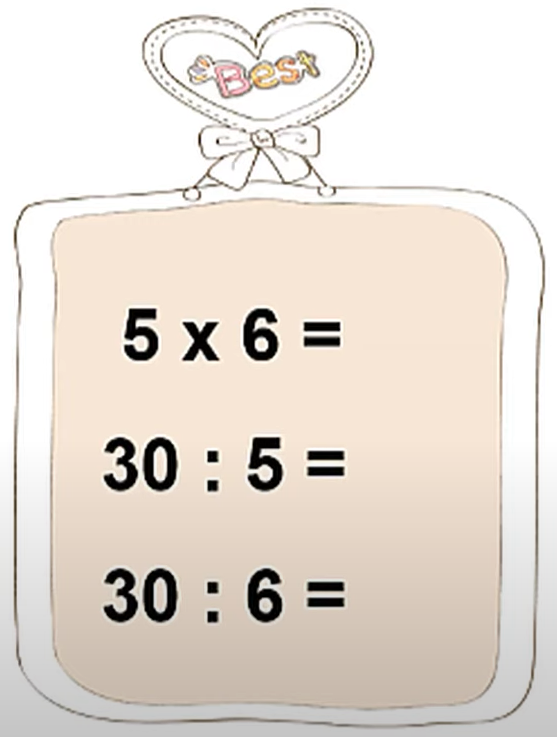 Best
5 x 6 =
30 : 5 =
30 : 6 =